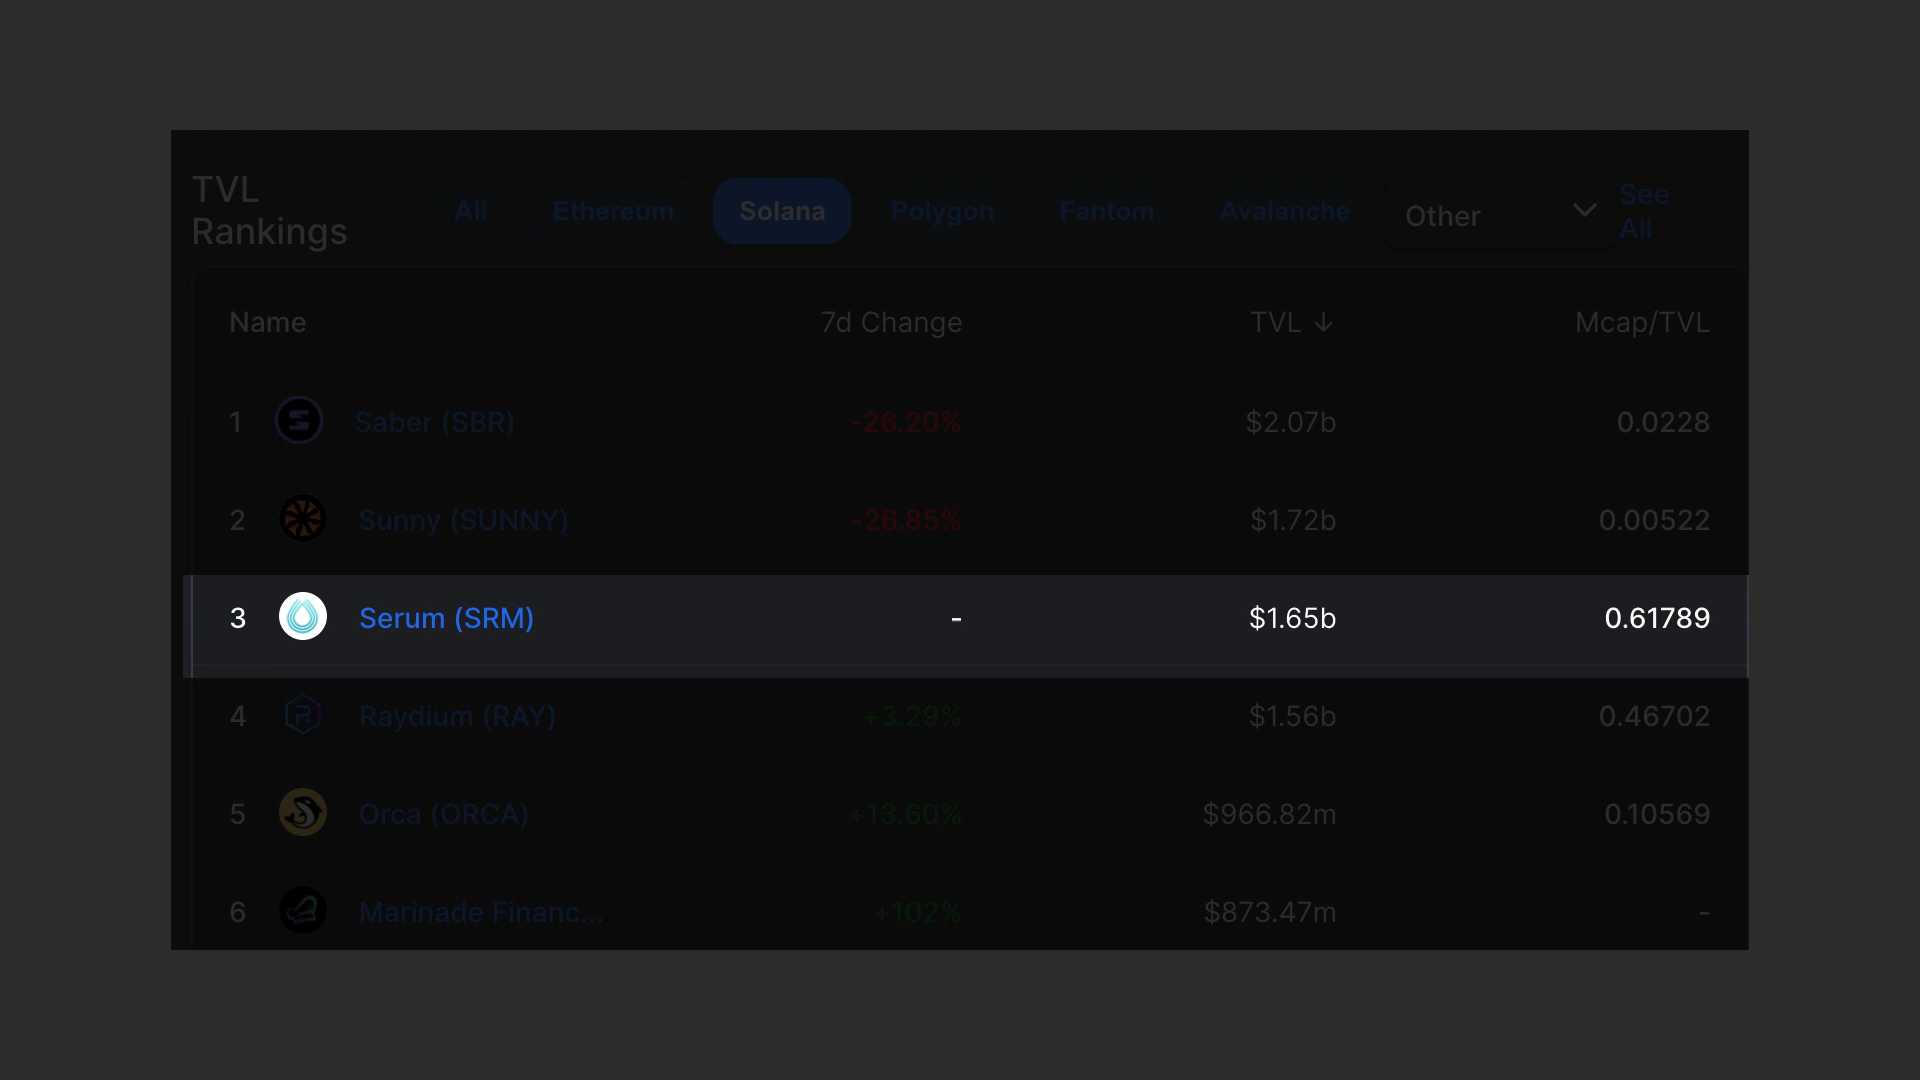 TVL
Rankings
All Ethereum Solana Polygon Fantom Avalanche Other See
All
Name 7d Change TVL ↓ Mcap/TVL
1 Saber (SBR) -26.20% $2.07b 0.0228
2 Sunny (SUNNY) -26.85% $1.72b 0.00522
3 Serum (SRM) - $1.65b 0.61789
4 Raydium (RAY) +3.29% $1.56b 0.46702
5 Orca (ORCA) +13.60% $966.82m 0.10569
6 Marinade Financ... +102% $873.47m -